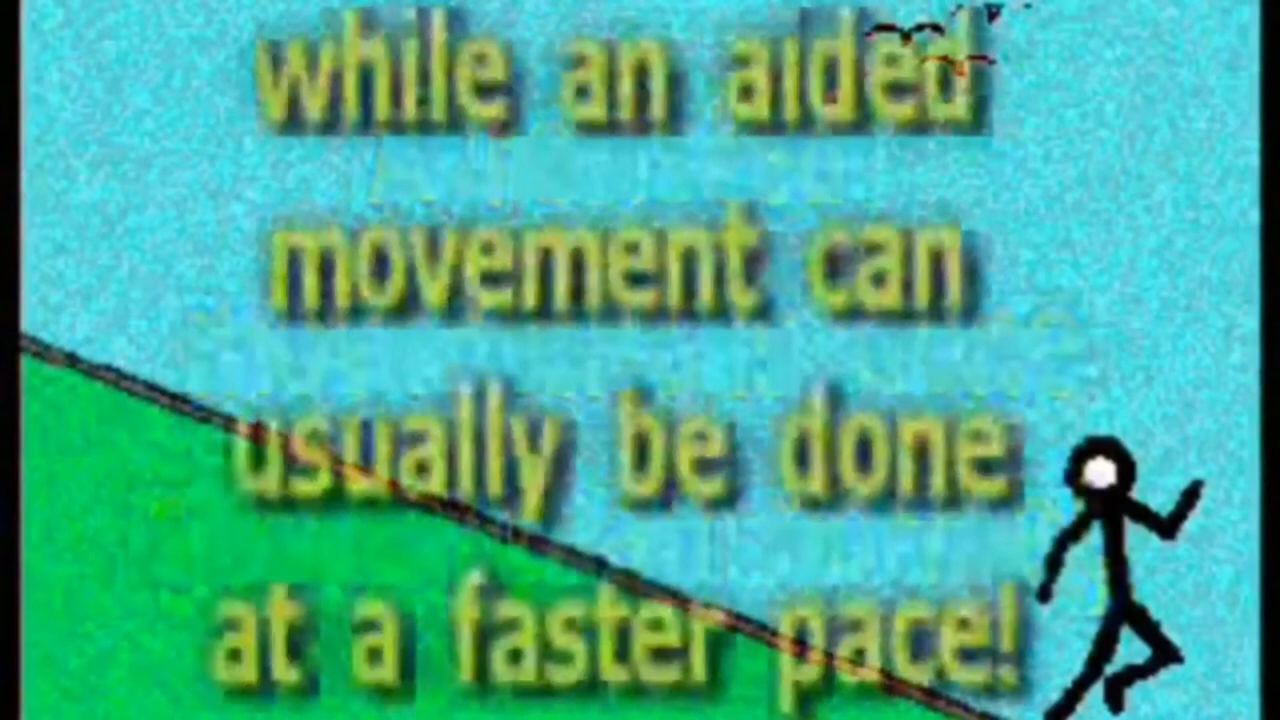 while an aided
movement can
usually be done
at a faster pace!